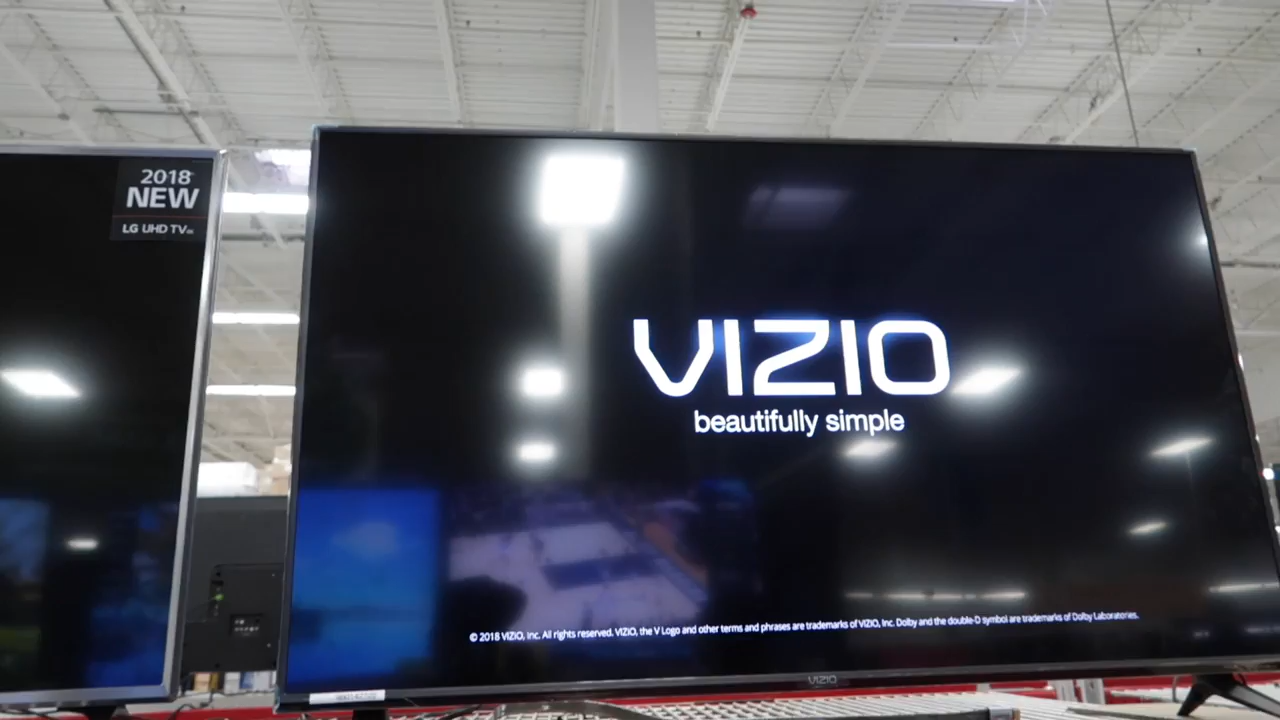 2018
NEW
LG UHD TV
VIZIO
beautifully simple
© 2018 VIZIO, Inc. All rights reserved. VIZIO, the V Logo and other terms and phrases are trademarks of VIZIO, Inc. Dolby and the double-D symbol are trademarks of Dolby Laboratories.
VIZIO